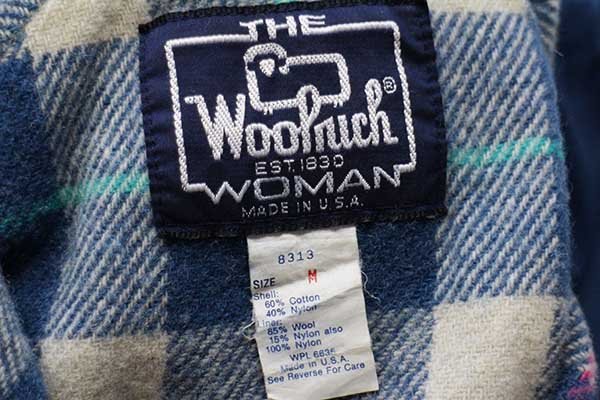 THE
Woolrich®
EST. 1830
WOMAN
MADE IN U.S.A.
8313
SIZE M
Shell:
60% Cotton
40% Nylon
Liner:
85% Wool
15% Nylon also
100% Nylon
WPL 6635
Made in U.S.A.
See Reverse For Care